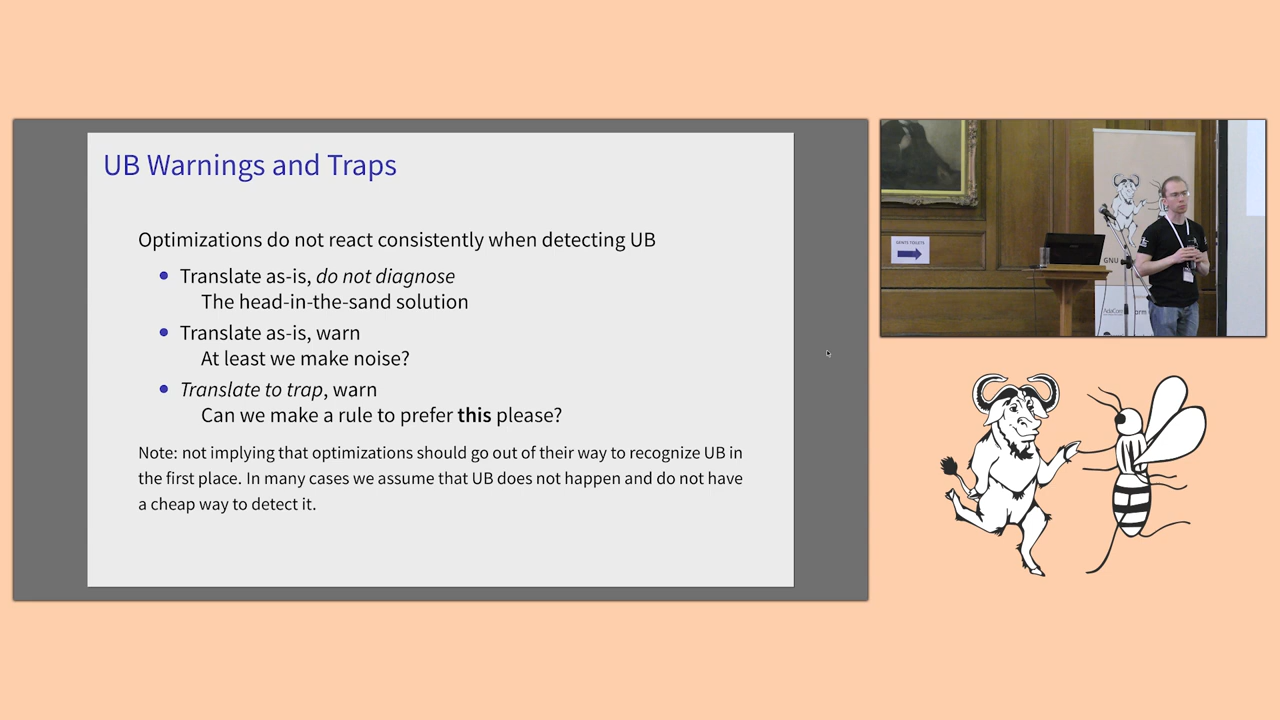 UB Warnings and Traps
Optimizations do not react consistently when detecting UB
Translate as-is, do not diagnose
The head-in-the-sand solution
Translate as-is, warn
At least we make noise?
Translate to trap, warn
Can we make a rule to prefer this please?
Note: not implying that optimizations should go out of their way to recognize UB in
the first place. In many cases we assume that UB does not happen and do not have
a cheap way to detect it.
GNU
AdaCore
arm